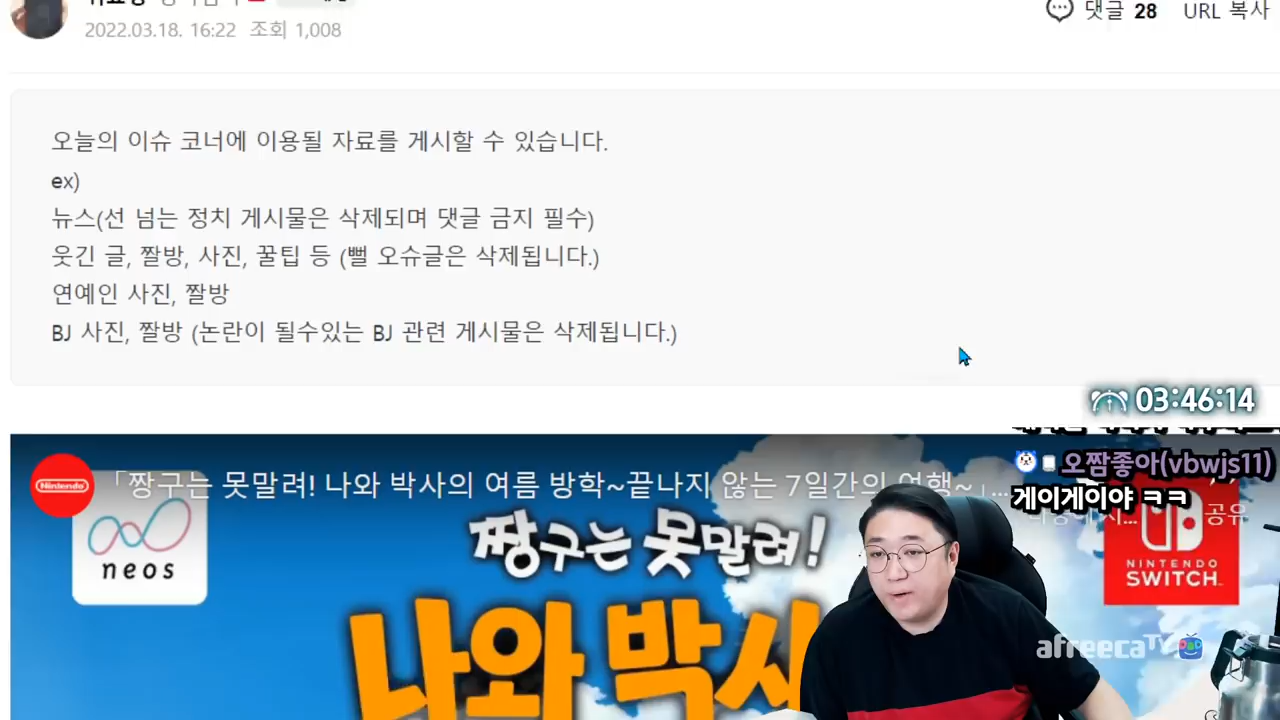 댓글 28 URL 복사
2022.03.18. 16:22 조회 1,008
오늘의 이슈 코너에 이용될 자료를 게시할 수 있습니다.
ex)
뉴스(선 넘는 정치 게시물은 삭제되며 댓글 금지 필수)
웃긴 글, 짤방, 사진, 꿀팁 등 (뻘 오슈글은 삭제됩니다.)
연예인 사진, 짤방
BJ 사진, 짤방 (논란이 될수있는 BJ 관련 게시물은 삭제됩니다.)
03:46:14
오짬좋아(vbwjs11)
게이게이야 ㅋㅋ
Nintendo
「짱구는 못말려! 나와 박사의 여름 방학~끝나지 않는 7일간의 여행~」...
공유
neos
짱구는 못말려!
나와 박사
NINTENDO
SWITCH
afreecaTV